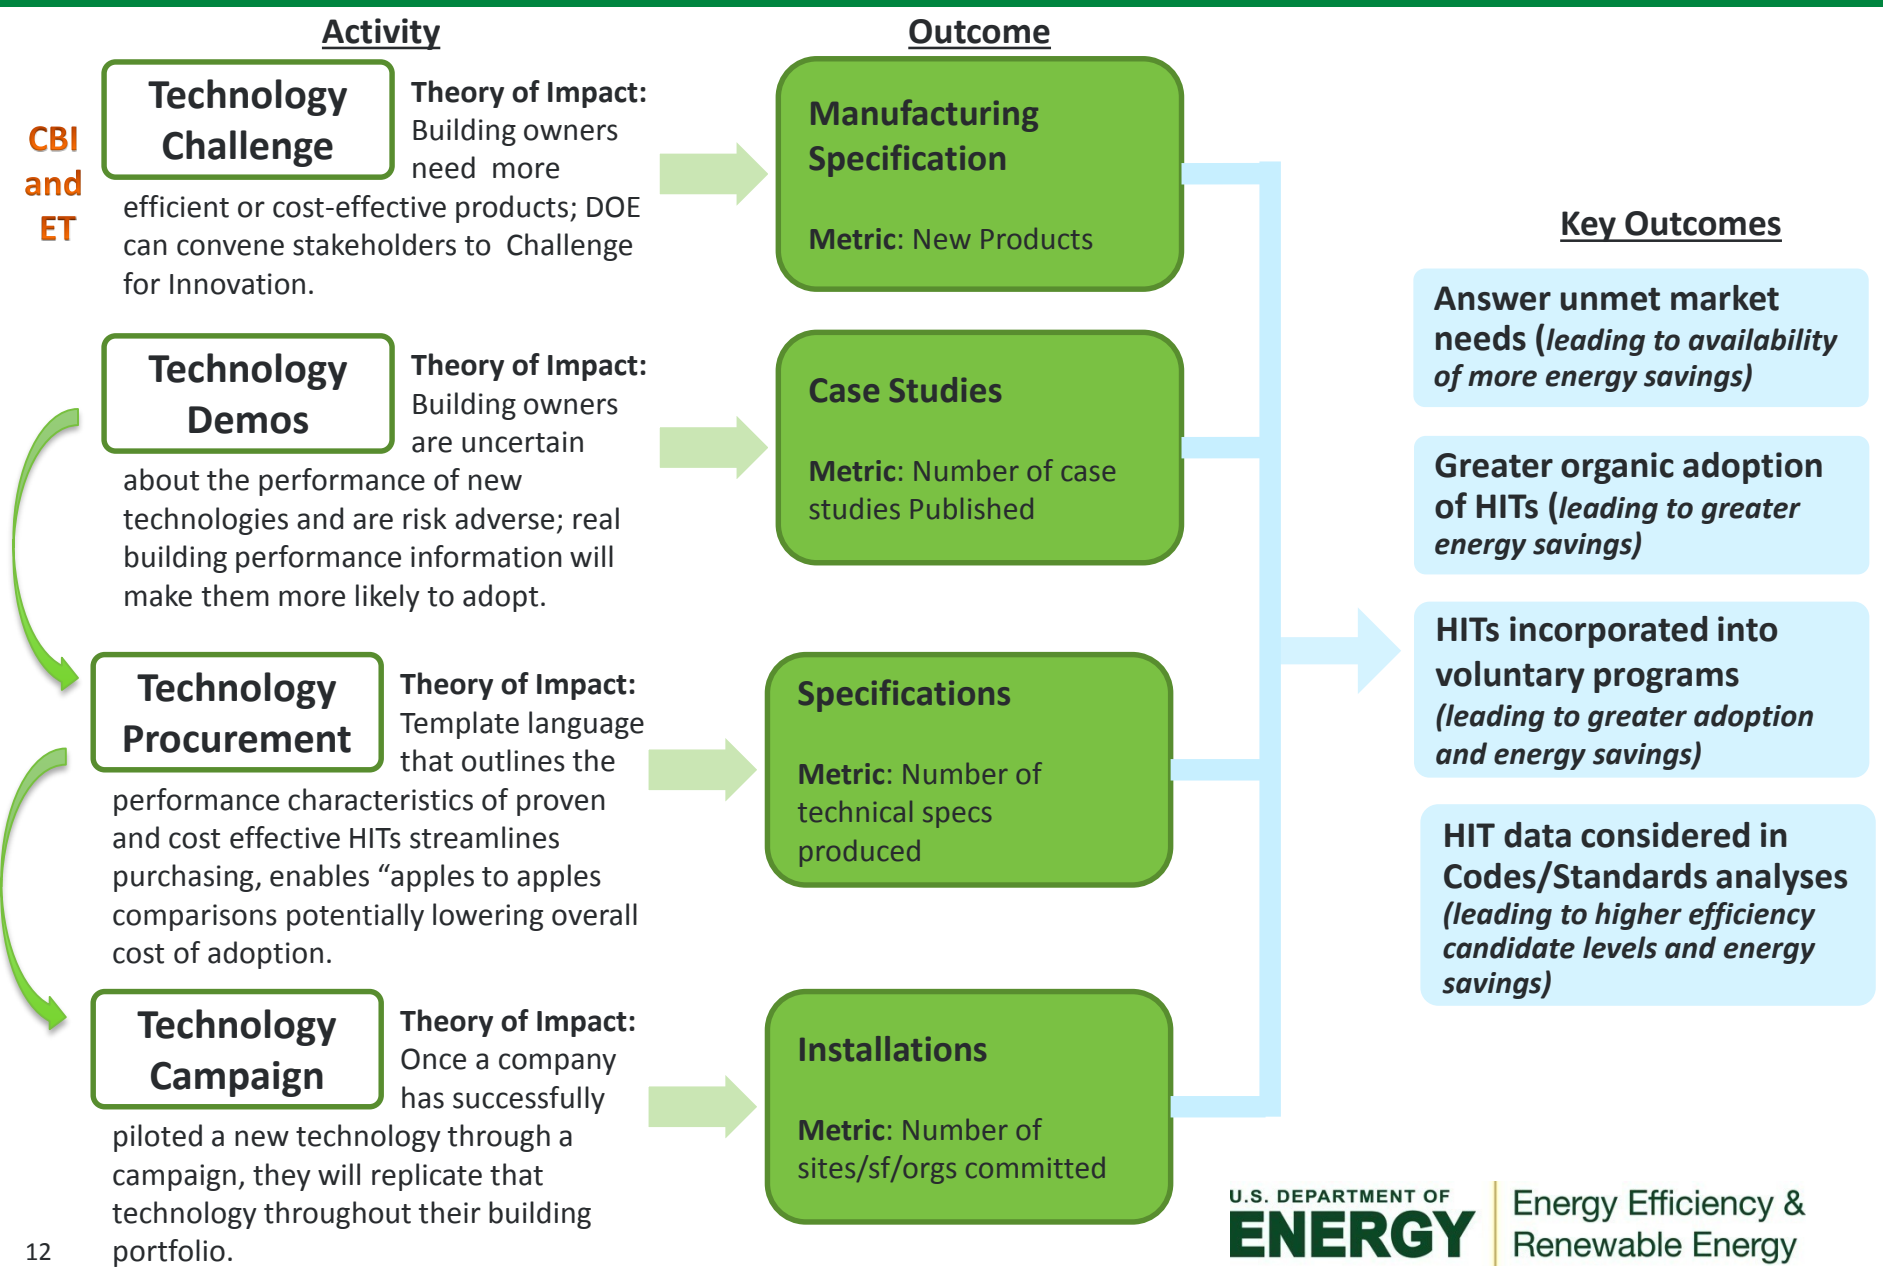 Activity
Outcome
CBI
and
ET
Technology
Challenge
Theory of Impact:
Building owners
need more
efficient or cost-effective products; DOE
can convene stakeholders to Challenge
for Innovation.
Manufacturing
Specification
Metric: New Products
Technology
Demos
Theory of Impact:
Building owners
are uncertain
about the performance of new
technologies and are risk adverse; real
building performance information will
make them more likely to adopt.
Case Studies
Metric: Number of case
studies Published
Technology
Procurement
Theory of Impact:
Template language
that outlines the
performance characteristics of proven
and cost effective HITs streamlines
purchasing, enables “apples to apples
comparisons potentially lowering overall
cost of adoption.
Specifications
Metric: Number of
technical specs
produced
Technology
Campaign
Theory of Impact:
Once a company
has successfully
piloted a new technology through a
campaign, they will replicate that
technology throughout their building
portfolio.
Installations
Metric: Number of
sites/sf/orgs committed
Key Outcomes
Answer unmet market
needs (leading to availability
of more energy savings)
Greater organic adoption
of HITs (leading to greater
energy savings)
HITs incorporated into
voluntary programs
(leading to greater adoption
and energy savings)
HIT data considered in
Codes/Standards analyses
(leading to higher efficiency
candidate levels and energy
savings)
U.S. DEPARTMENT OF
ENERGY
Energy Efficiency &
Renewable Energy
12